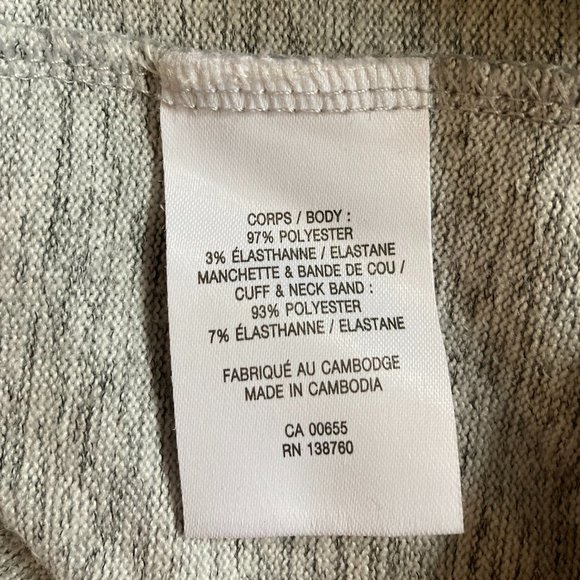 CORPS / BODY :
97% POLYESTER
3% ÉLASTHANNE / ELASTANE
MANCHETTE & BANDE DE COU /
CUFF & NECK BAND :
93% POLYESTER
7% ÉLASTHANNE / ELASTANE
FABRIQUÉ AU CAMBODGE
MADE IN CAMBODIA
CA 00655
RN 138760